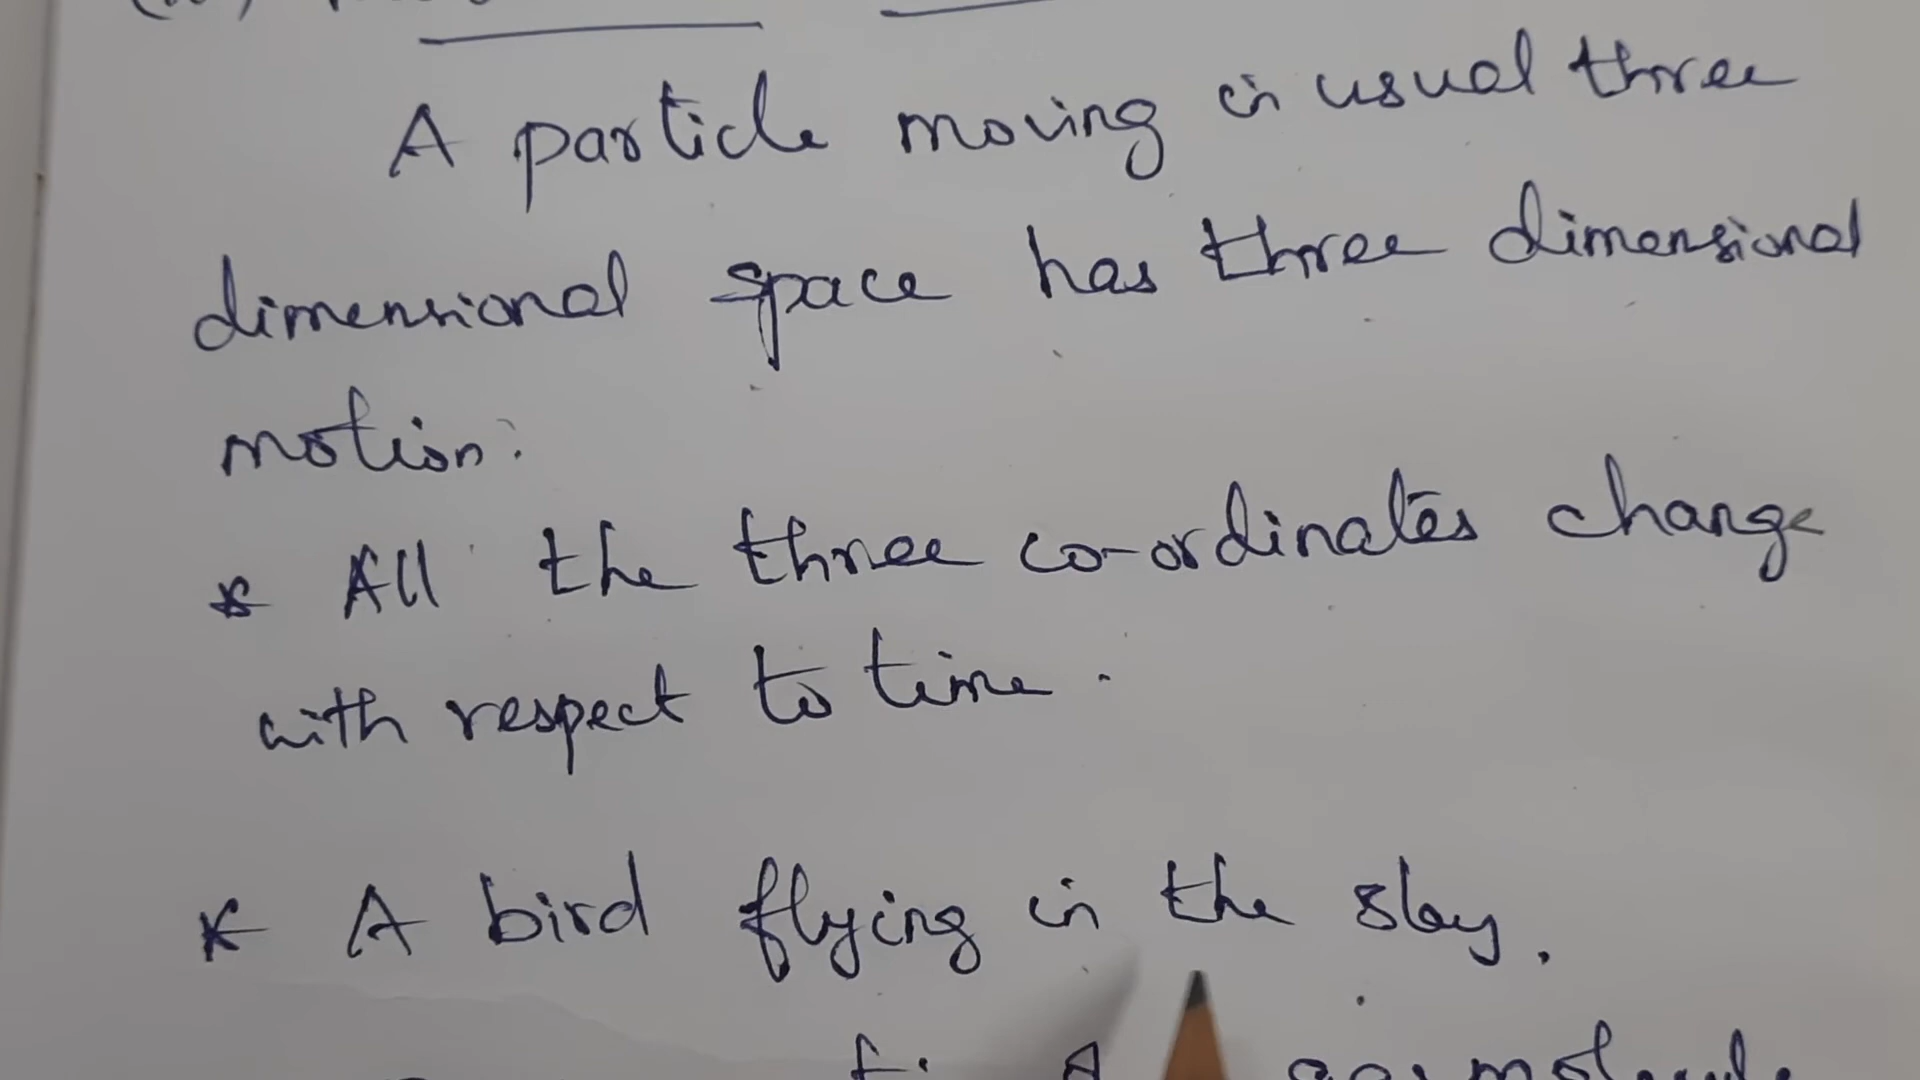 A particle moving in usual three
dimensional space has three dimensional
motion.
* All the three co-ordinates change
with respect to time.
* A bird flying in the sky.